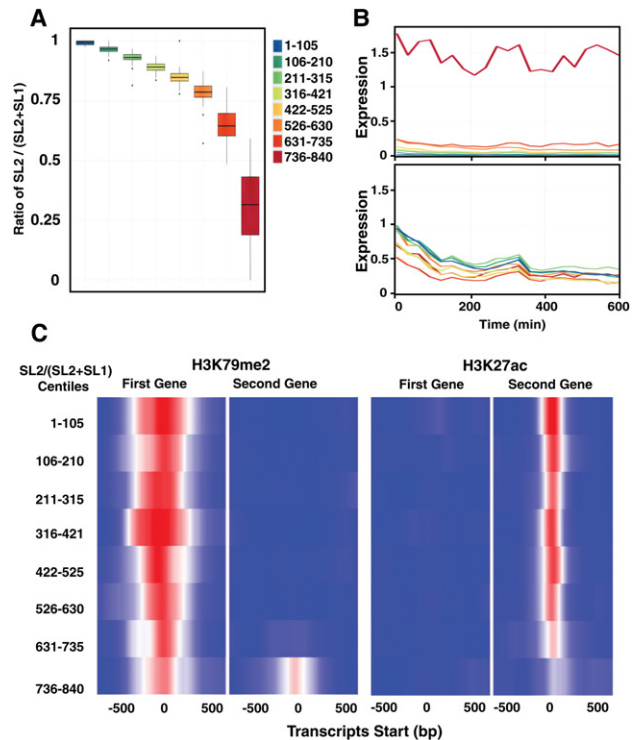 A
Ratio of SL2 / (SL2+SL1)
1
0.75
0.5
0.25
0
1-105
106-210
211-315
316-421
422-525
526-630
631-735
736-840
B
Expression
1.5
1
0.5
0
Expression
1.5
1
0.5
0
0 200 400 600
Time (min)
C
SL2/(SL2+SL1)
Centiles
H3K79me2
First Gene Second Gene
H3K27ac
First Gene Second Gene
1-105
106-210
211-315
316-421
422-525
526-630
631-735
736-840
-500 0 500 -500 0 500 -500 0 500 -500 0 500
Transcripts Start (bp)